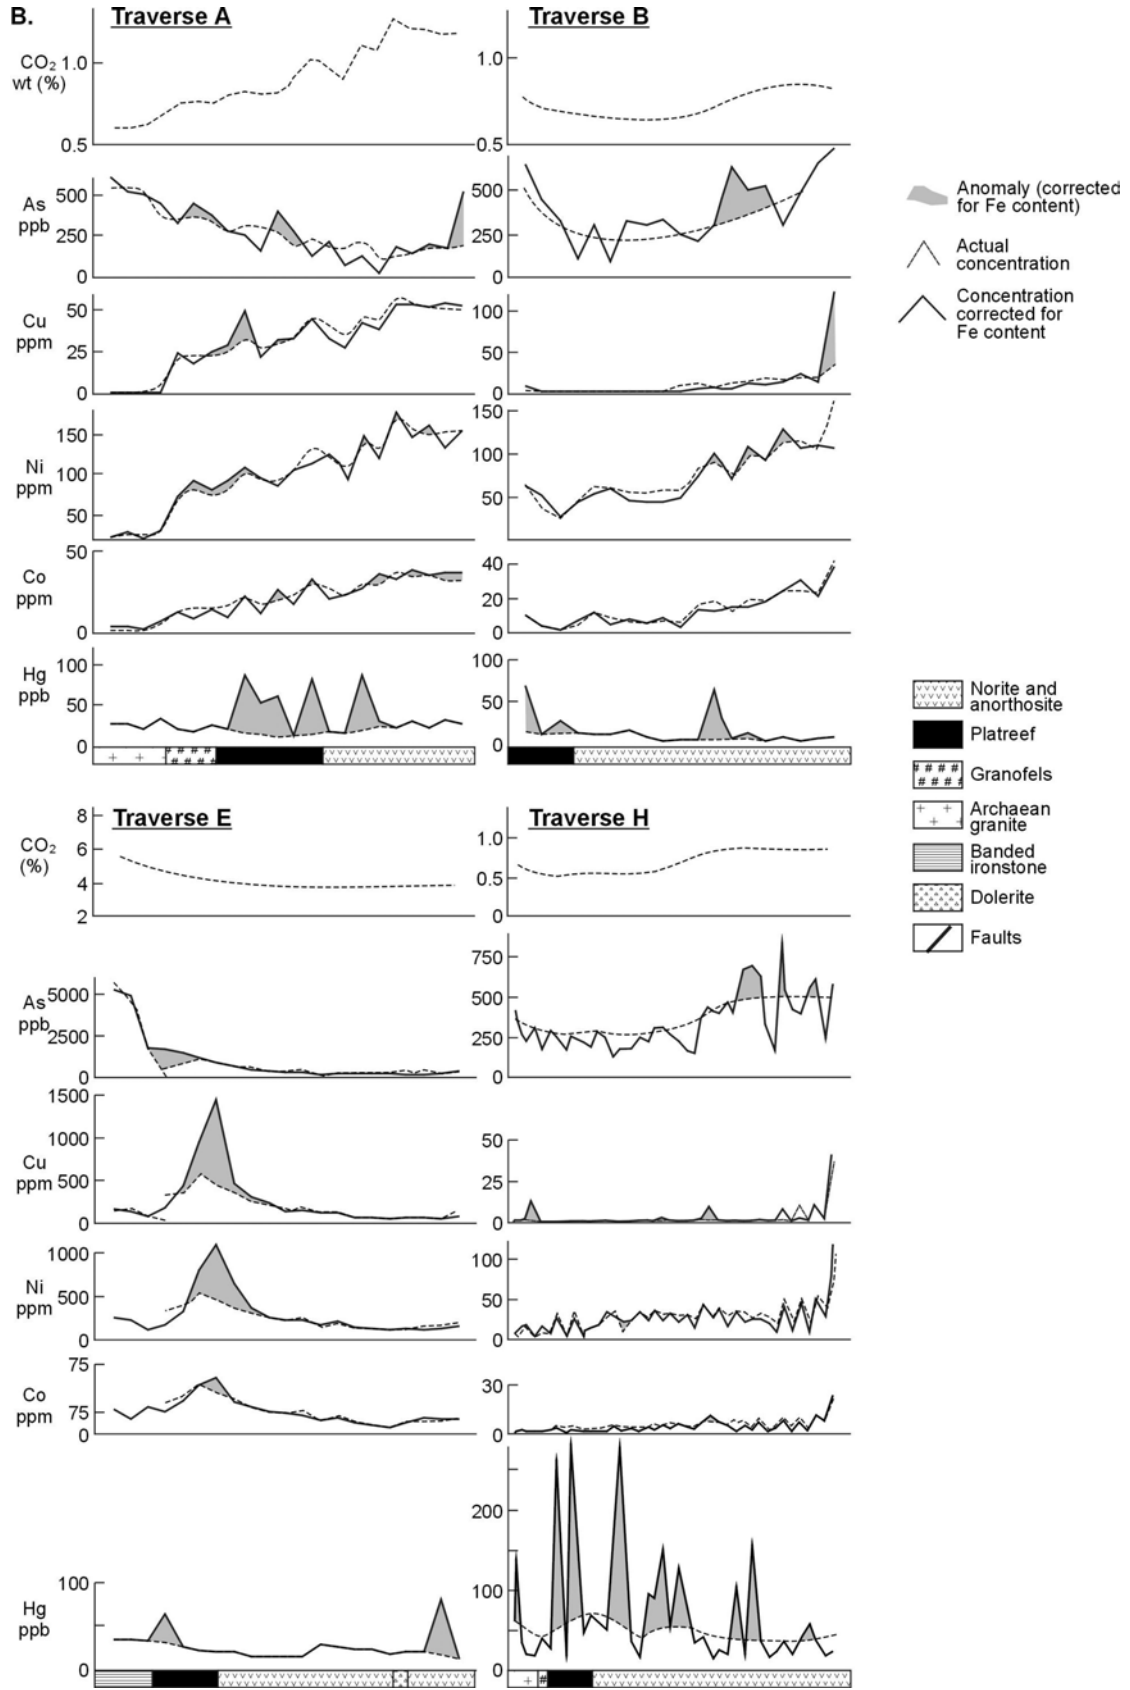 B.
Traverse A
Traverse B
CO₂ wt (%)
1.0
0.5
1.0
0.5
As ppb
500
250
0
500
250
0
Anomaly (corrected
for Fe content)
Actual
concentration
Concentration
corrected for
Fe content
Cu ppm
50
25
0
100
50
0
Ni ppm
150
100
50
150
100
50
Co ppm
50
0
40
20
0
Hg ppb
100
50
0
100
50
0
Norite and
anorthosite
Platreef
Granofels
Archaean
granite
Banded
ironstone
Dolerite
Faults
Traverse E
Traverse H
CO₂ (%)
8
6
4
2
1.0
0.5
0
As ppb
5000
2500
0
750
500
250
0
Cu ppm
1500
1000
500
0
50
25
0
Ni ppm
1000
500
0
100
50
0
Co ppm
75
75
0
30
0
Hg ppb
100
0
200
100
0